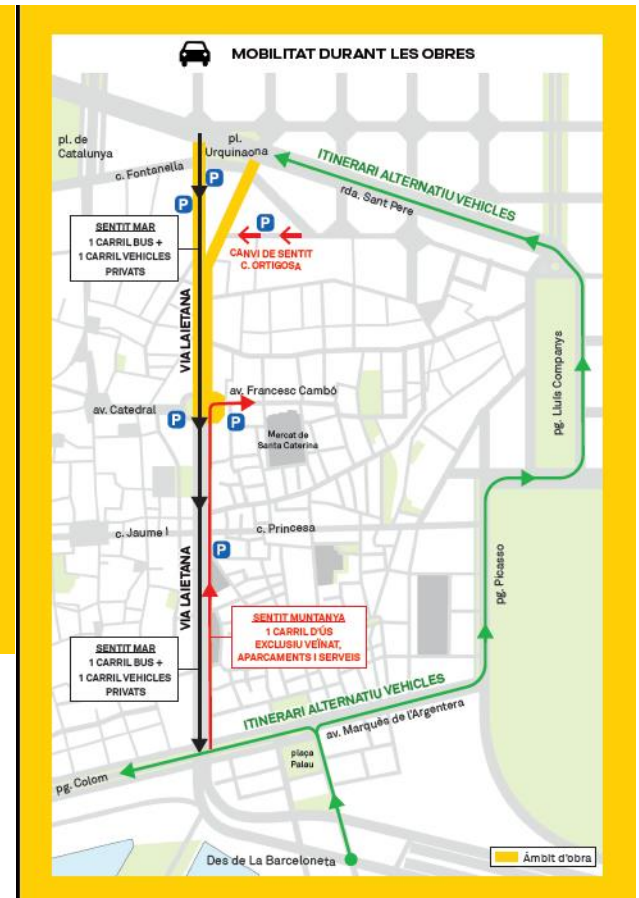 MOBILITAT DURANT LES OBRES
pl. de
Catalunya
pl.
Urquinaona
c. Fontanella
ITINERARI ALTERNATIU VEHICLES
rda. Sant Pere
P
P
P
SENTIT MAR
1 CARRIL BUS +
1 CARRIL VEHICLES
PRIVATS
CANVI DE SENTIT
C. ORTIGOSA
VIA LAIETANA
pg. Lluís Companys
av. Francesc Cambó
av. Catedral
P
P
Mercat de
Santa Caterina
c. Jaume I
c. Princesa
P
VIA LAIETANA
pg. Picasso
SENTIT MUNTANYA
1 CARRIL D'ÚS
EXCLUSIU VEÏNAT,
APARCAMENTS I SERVEIS
SENTIT MAR
1 CARRIL BUS +
1 CARRIL VEHICLES
PRIVATS
ITINERARI ALTERNATIU VEHICLES
av. Marquès de l'Argentera
plaça
Palau
pg. Colom
Des de La Barceloneta
Àmbit d'obra